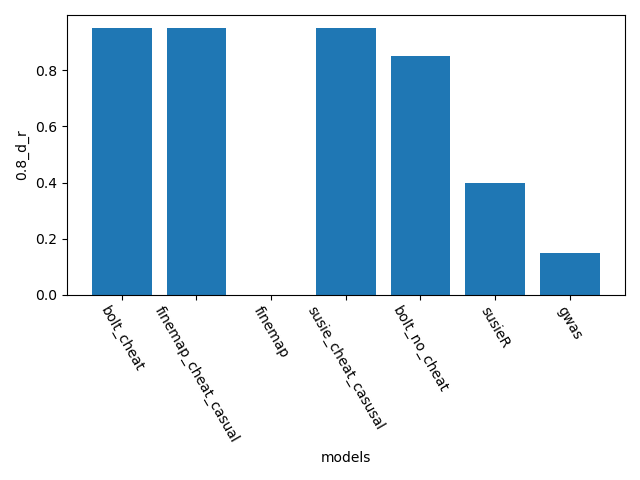 0.8_d_r
0.8
0.6
0.4
0.2
0.0
bolt_cheat
finemap_cheat_casual
finemap
susie_cheat_casusal
bolt_no_cheat
susieR
gwas
models